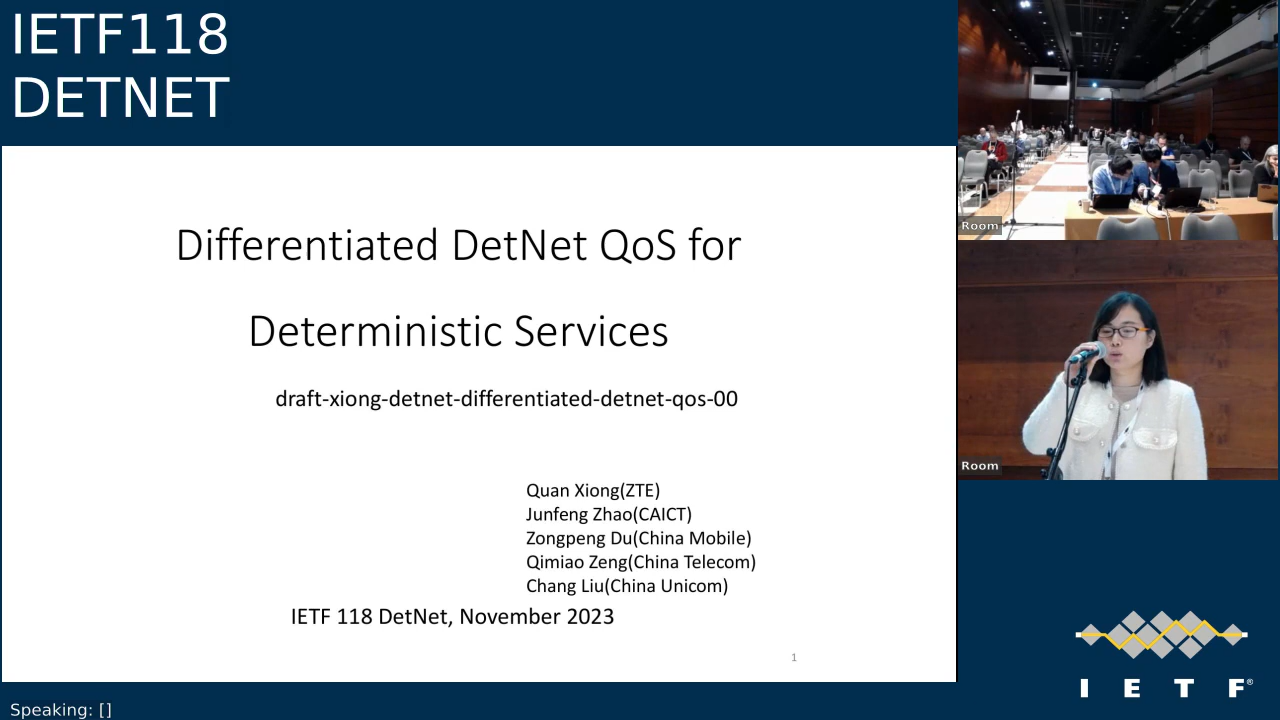 IETF118
DETNET
Differentiated DetNet QoS for
Deterministic Services
draft-xiong-detnet-differentiated-detnet-qos-00
Quan Xiong(ZTE)
Junfeng Zhao(CAICT)
Zongpeng Du(China Mobile)
Qimiao Zeng(China Telecom)
Chang Liu(China Unicom)
IETF 118 DetNet, November 2023
1
Room
Room
I E T F®
Speaking: []